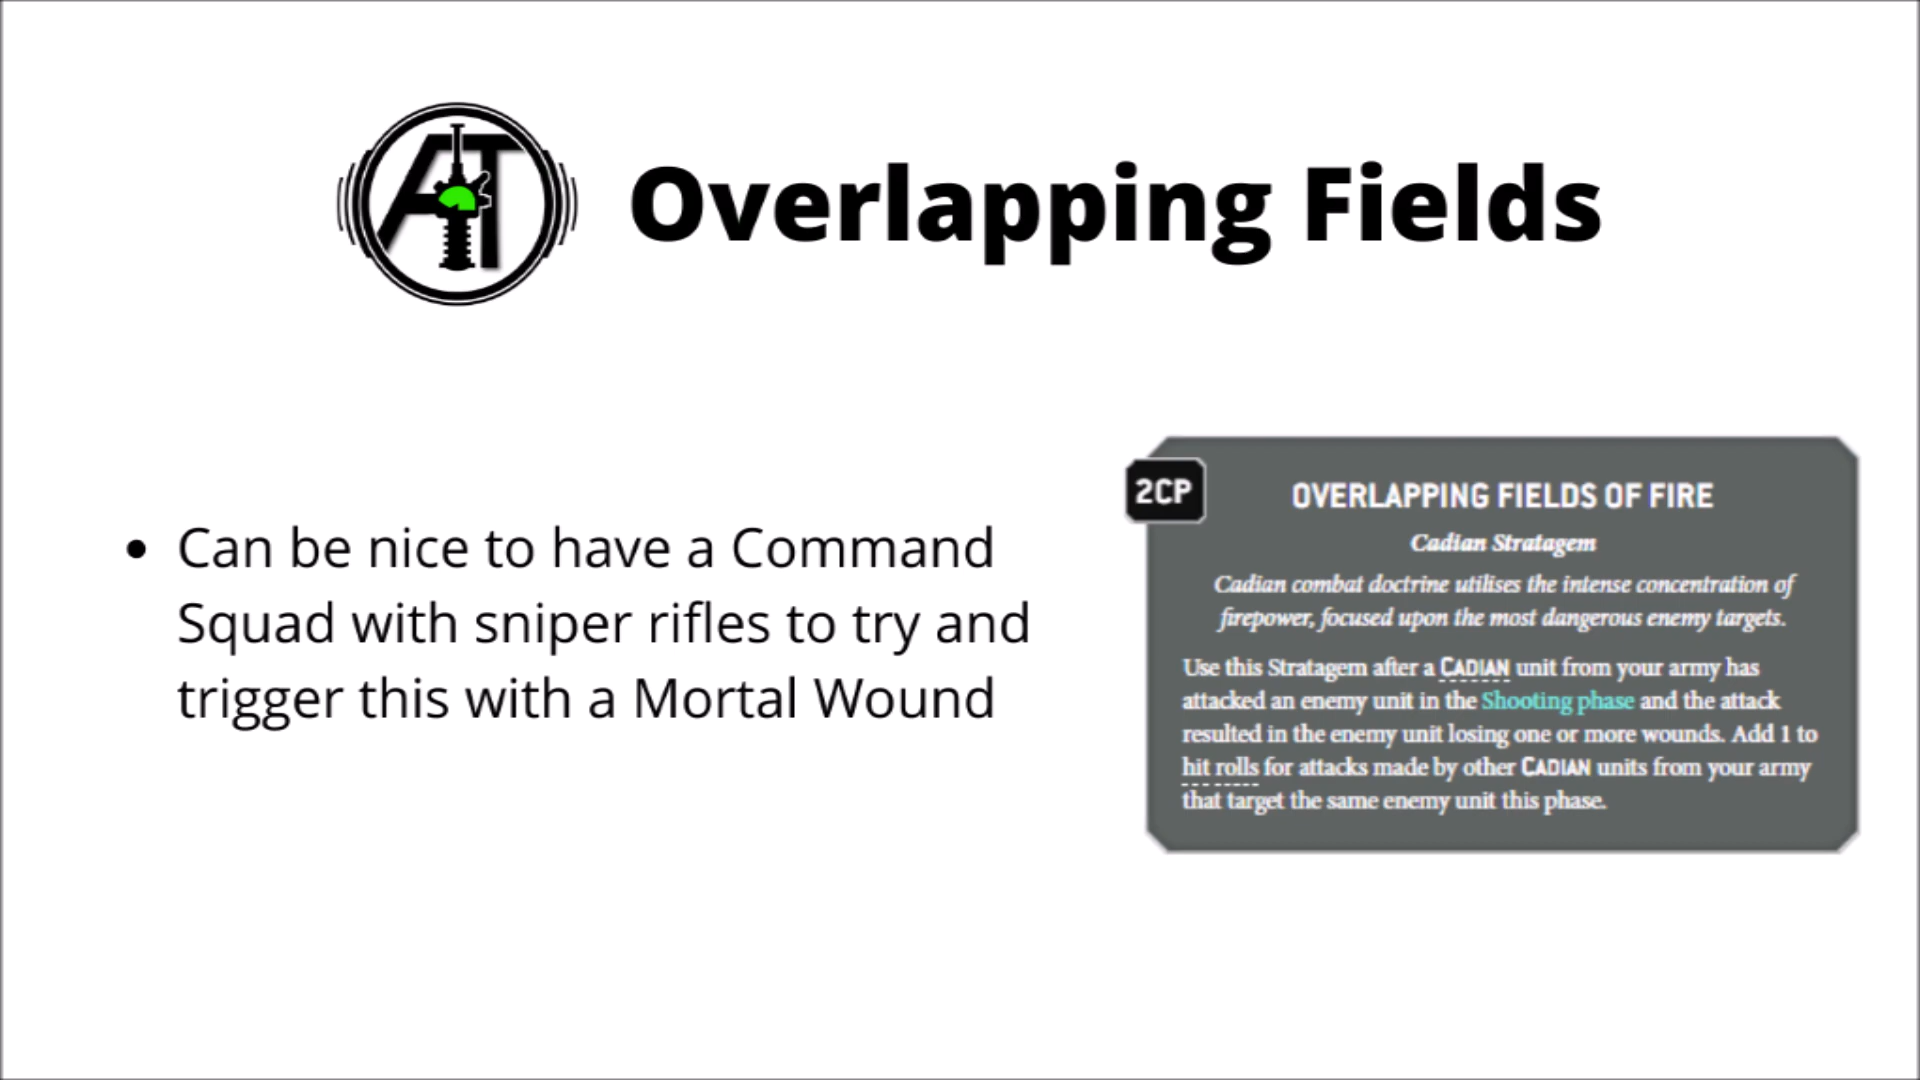 AT
Overlapping Fields
• Can be nice to have a Command
Squad with sniper rifles to try and
trigger this with a Mortal Wound
2CP
OVERLAPPING FIELDS OF FIRE
Cadian Stratagem
Cadian combat doctrine utilises the intense concentration of
firepower, focused upon the most dangerous enemy targets.
Use this Stratagem after a CADIAN unit from your army has
attacked an enemy unit in the Shooting phase and the attack
resulted in the enemy unit losing one or more wounds. Add 1 to
hit rolls for attacks made by other CADIAN units from your army
that target the same enemy unit this phase.